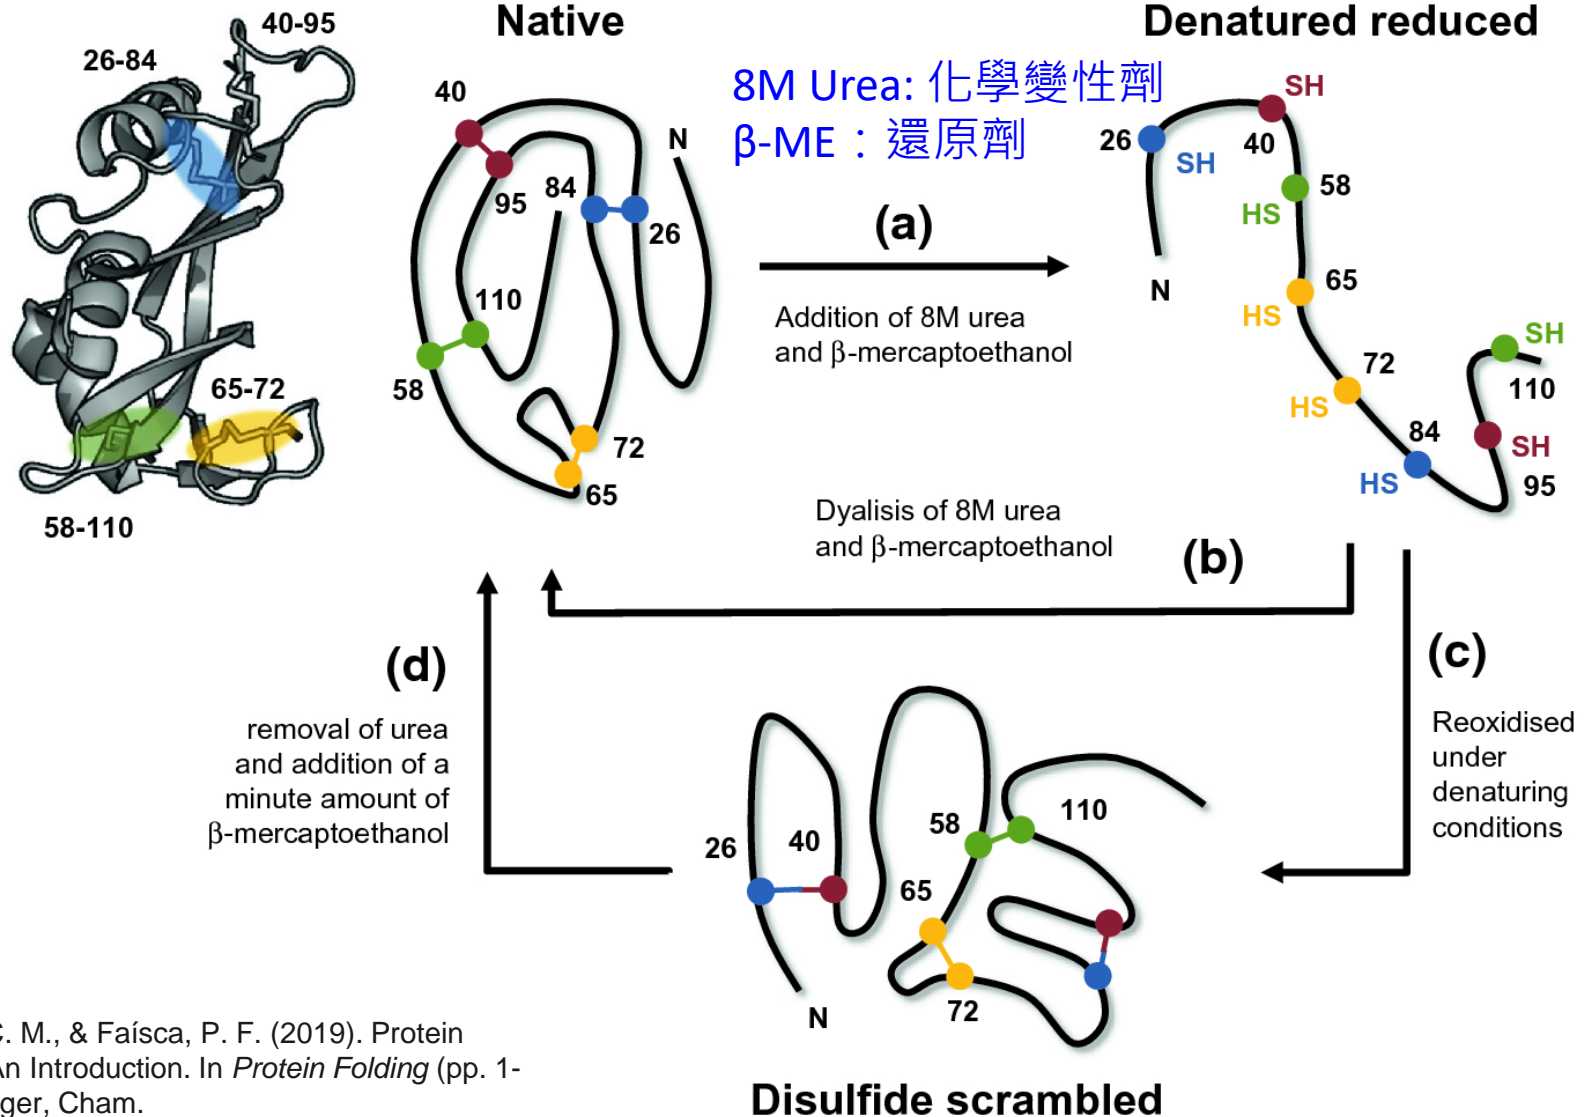 40-95
26-84
58-110
65-72
Native
40
95
84
N
26
110
58
72
65
8M Urea: 化學變性劑
β-ME：還原劑
(a)
Addition of 8M urea
and β-mercaptoethanol
Denatured reduced
SH
26
SH
40
58
HS
N
65
HS
72
HS
84
HS
SH
110
SH
95
Dyalisis of 8M urea
and β-mercaptoethanol
(b)
(c)
Reoxidised
under
denaturing
conditions
(d)
removal of urea
and addition of a
minute amount of
β-mercaptoethanol
26
40
58
110
65
72
N
Disulfide scrambled
C. M., & Faísca, P. F. (2019). Protein
An Introduction. In Protein Folding (pp. 1-
ger, Cham.